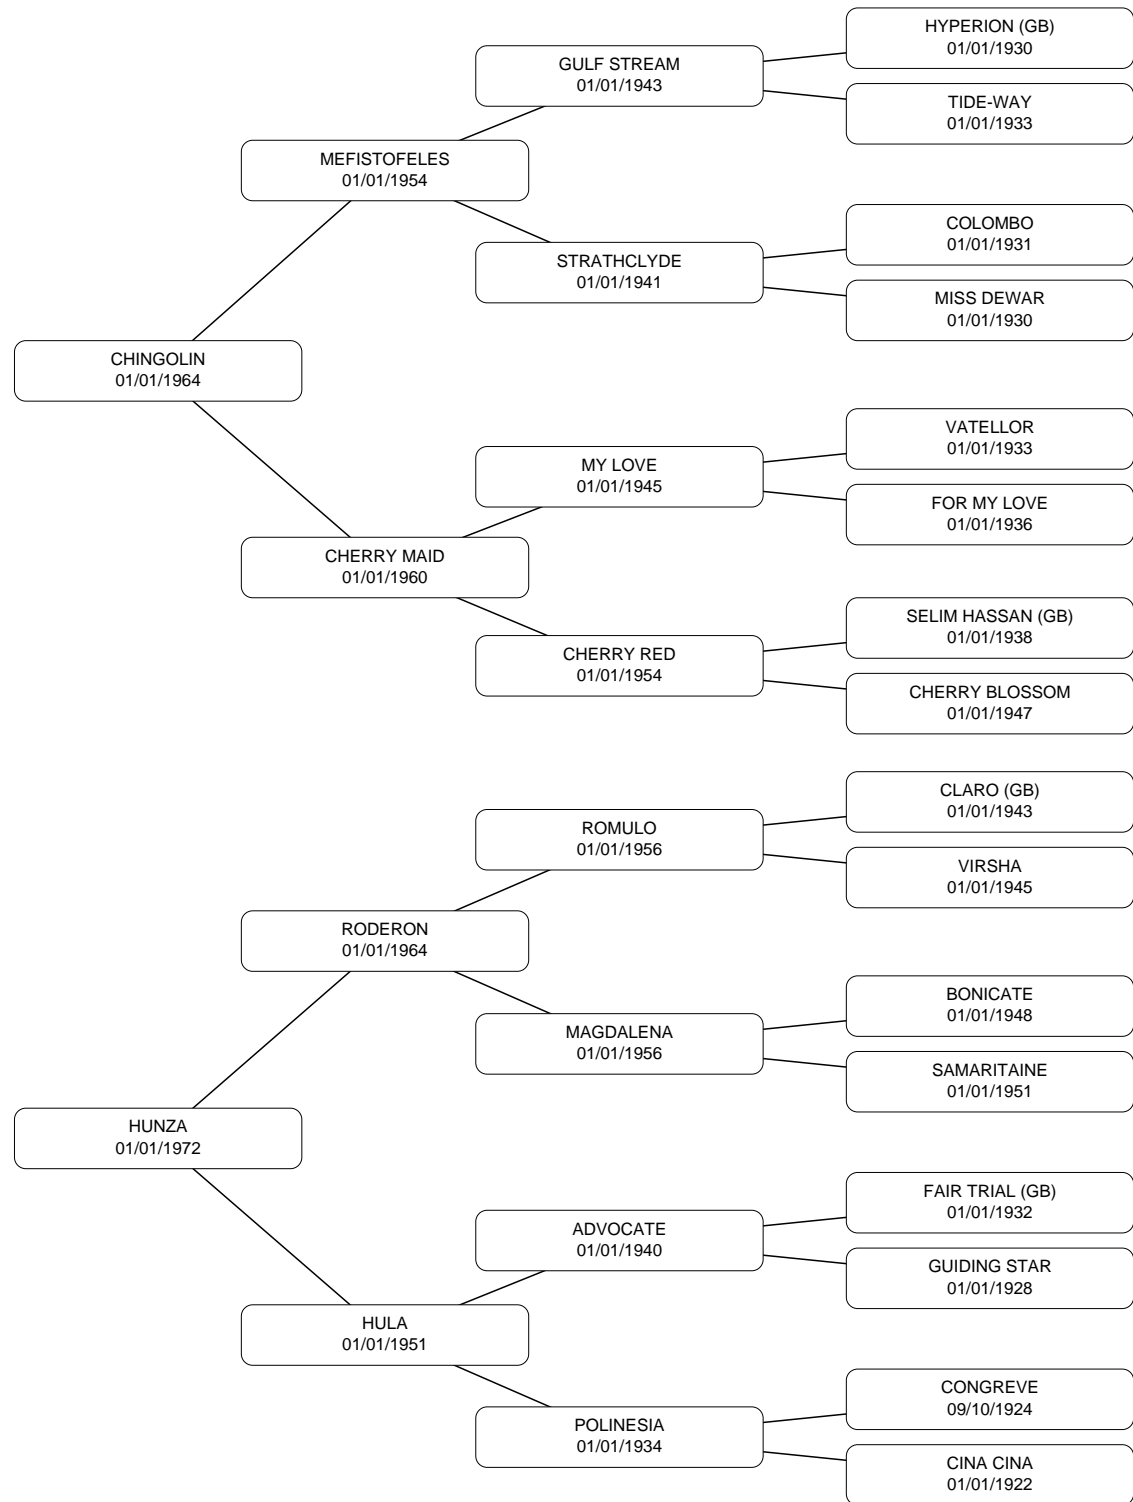 HYPERION (GB)
01/01/1930
GULF STREAM
01/01/1943
TIDE-WAY
01/01/1933
MEFISTOFELES
01/01/1954
COLOMBO
01/01/1931
STRATHCLYDE
01/01/1941
MISS DEWAR
01/01/1930
CHINGOLIN
01/01/1964
VATELLOR
01/01/1933
MY LOVE
01/01/1945
FOR MY LOVE
01/01/1936
CHERRY MAID
01/01/1960
SELIM HASSAN (GB)
01/01/1938
CHERRY RED
01/01/1954
CHERRY BLOSSOM
01/01/1947
CLARO (GB)
01/01/1943
ROMULO
01/01/1956
VIRSHA
01/01/1945
RODERON
01/01/1964
BONICATE
01/01/1948
MAGDALENA
01/01/1956
SAMARITAINE
01/01/1951
HUNZA
01/01/1972
FAIR TRIAL (GB)
01/01/1932
ADVOCATE
01/01/1940
GUIDING STAR
01/01/1928
HULA
01/01/1951
CONGREVE
09/10/1924
POLINESIA
01/01/1934
CINA CINA
01/01/1922